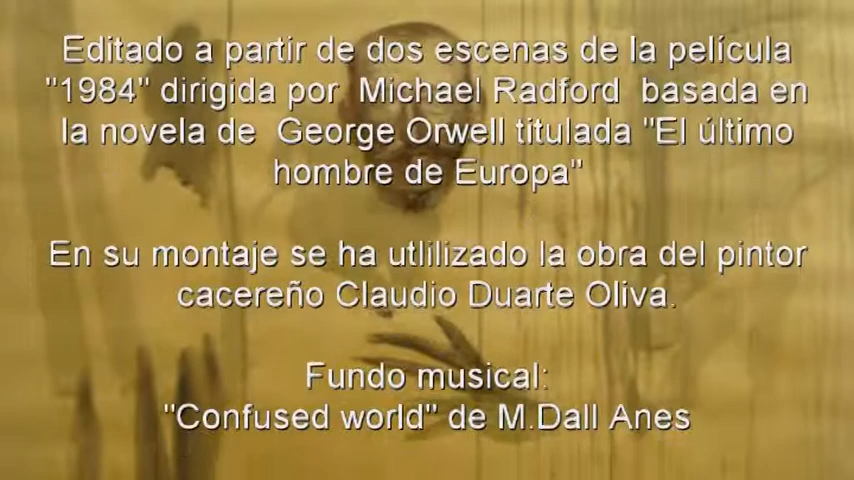 Editado a partir de dos escenas de la película
"1984" dirigida por Michael Radford basada en
la novela de George Orwell titulada "El último
hombre de Europa"
En su montaje se ha utlilizado la obra del pintor
cacereño Claudio Duarte Oliva.
Fundo musical:
"Confused world" de M.Dall Anes